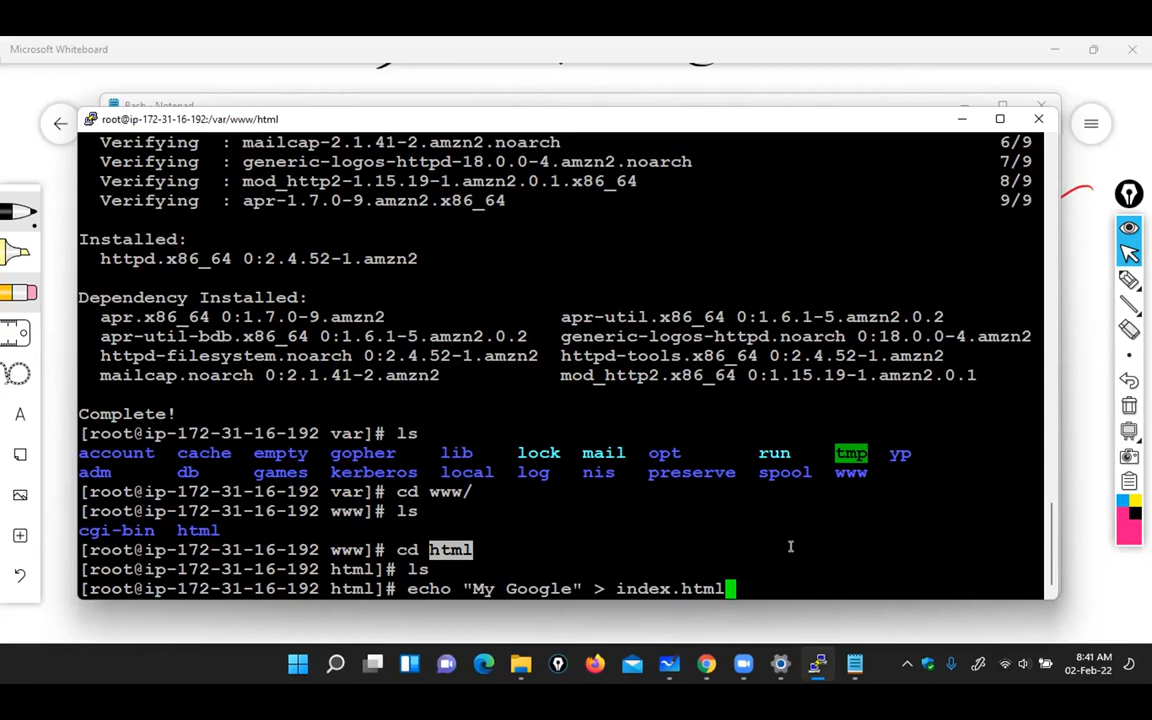 Microsoft Whiteboard
Bash - Notepad
root@ip-172-31-16-192:/var/www/html
Verifying : mailcap-2.1.41-2.amzn2.noarch 6/9
Verifying : generic-logos-httpd-18.0.0-4.amzn2.noarch 7/9
Verifying : mod_http2-1.15.19-1.amzn2.0.1.x86_64 8/9
Verifying : apr-1.7.0-9.amzn2.x86_64 9/9
Installed:
httpd.x86_64 0:2.4.52-1.amzn2
Dependency Installed:
apr.x86_64 0:1.7.0-9.amzn2 apr-util.x86_64 0:1.6.1-5.amzn2.0.2
apr-util-bdb.x86_64 0:1.6.1-5.amzn2.0.2 generic-logos-httpd.noarch 0:18.0.0-4.amzn2
httpd-filesystem.noarch 0:2.4.52-1.amzn2 httpd-tools.x86_64 0:2.4.52-1.amzn2
mailcap.noarch 0:2.1.41-2.amzn2 mod_http2.x86_64 0:1.15.19-1.amzn2.0.1
Complete!
[root@ip-172-31-16-192 var]# ls
account cache empty gopher lib lock mail opt run tmp yp
adm db games kerberos local log nis preserve spool www
[root@ip-172-31-16-192 var]# cd www/
[root@ip-172-31-16-192 www]# ls
cgi-bin html
[root@ip-172-31-16-192 www]# cd html
[root@ip-172-31-16-192 html]# ls
[root@ip-172-31-16-192 html]# echo "My Google" > index.html
A
8:41 AM
02-Feb-22